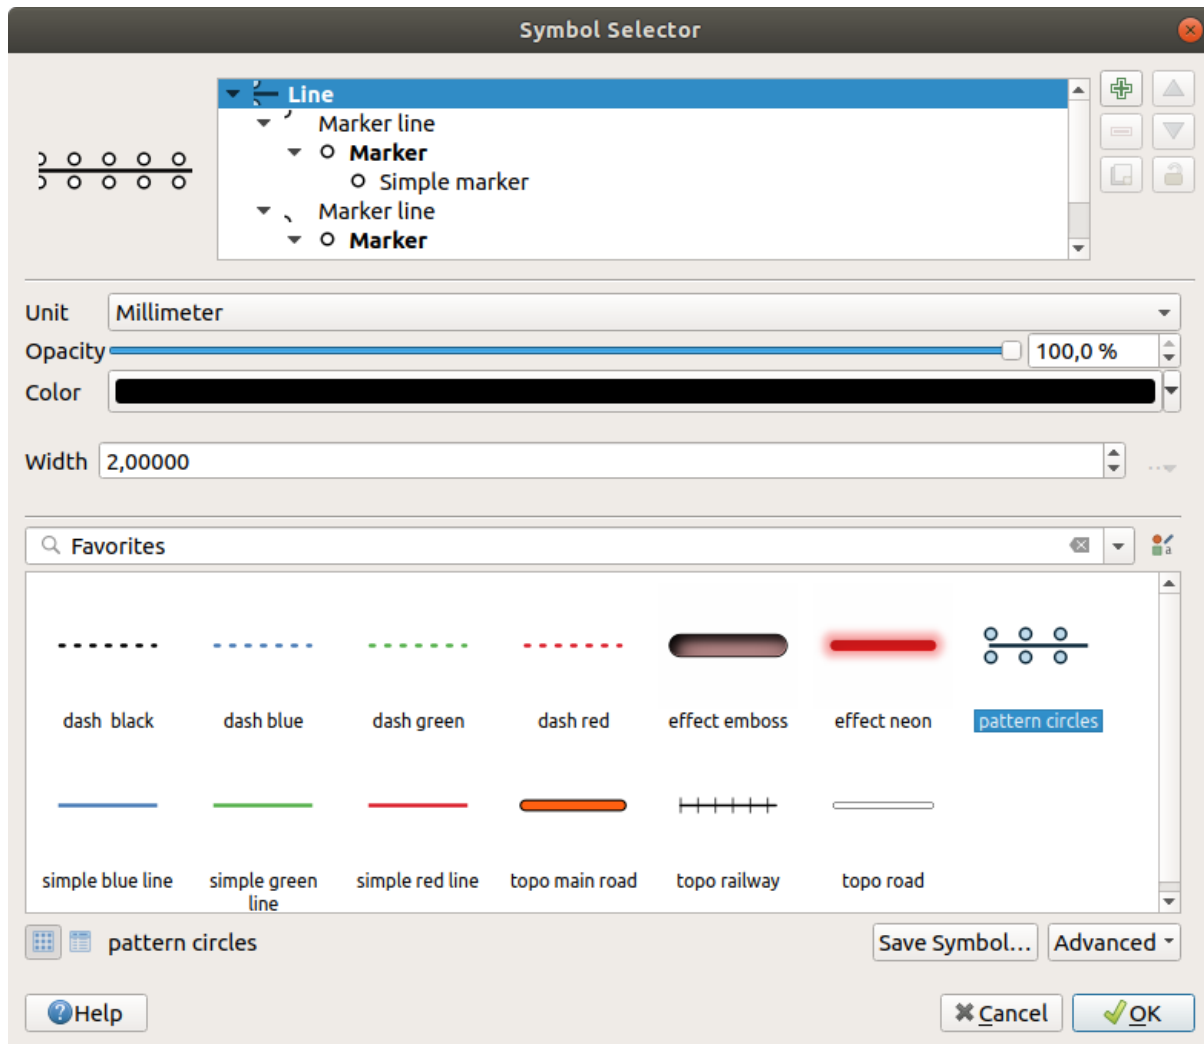 Symbol Selector
Line
Marker line
Marker
Simple marker
Marker line
Marker
Unit Millimeter
Opacity 100,0 %
Color
Width 2,00000
Favorites
dash black dash blue dash green dash red effect emboss effect neon pattern circles
simple blue line simple green line simple red line topo main road topo railway topo road
pattern circles Save Symbol... Advanced
Help Cancel OK